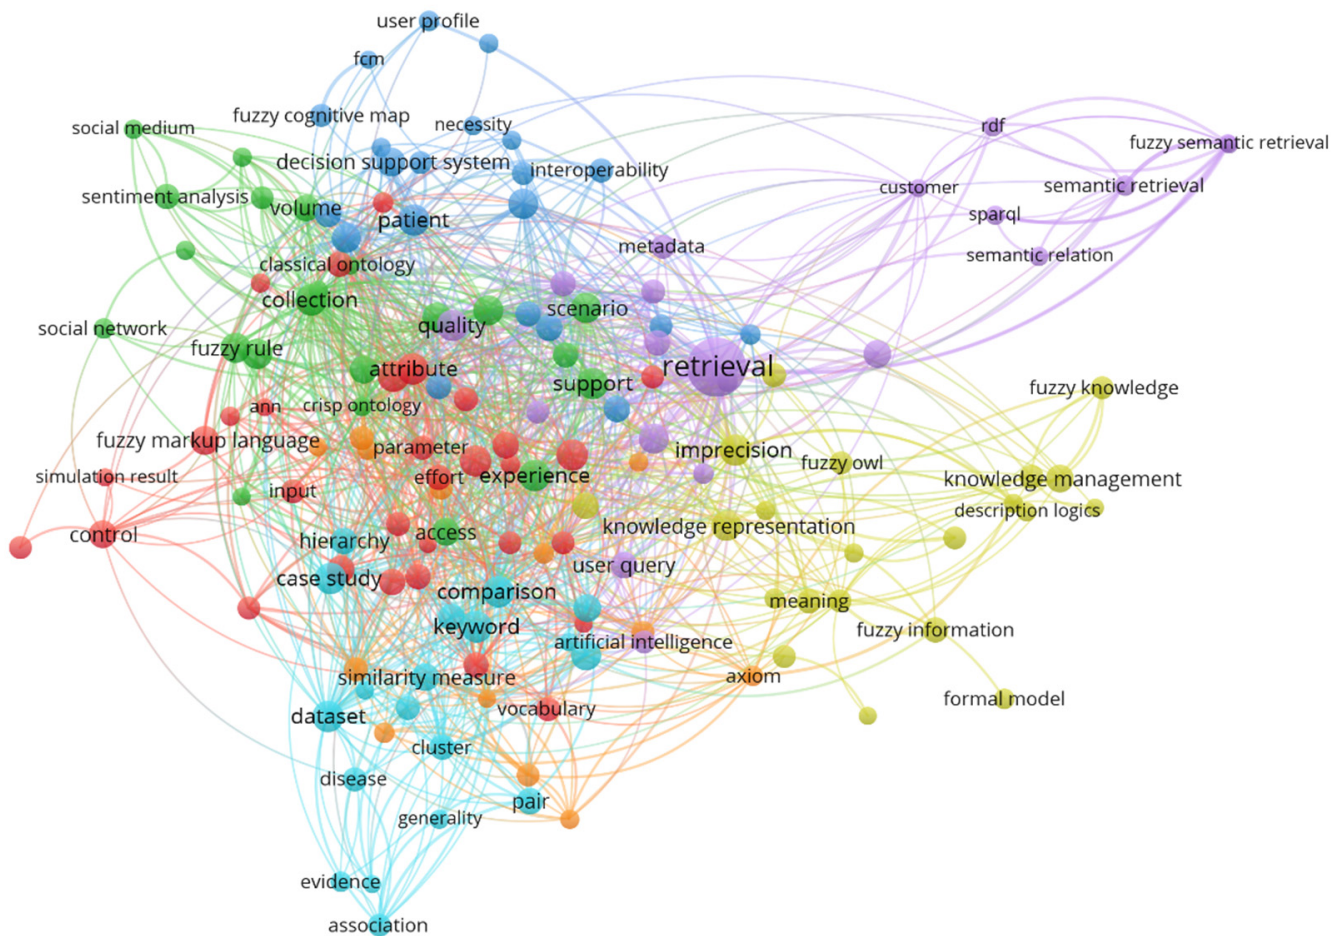 user profile
fcm
fuzzy cognitive map
necessity
social medium
rdf
fuzzy semantic retrieval
decision support system
interoperability
customer
semantic retrieval
sentiment analysis
volume
patient
sparql
metadata
semantic relation
classical ontology
collection
scenario
social network
quality
fuzzy rule
attribute
retrieval
support
fuzzy knowledge
ann
crisp ontology
fuzzy markup language
parameter
imprecision
fuzzy owl
simulation result
effort
experience
knowledge management
input
description logics
control
hierarchy
access
knowledge representation
user query
case study
comparison
meaning
keyword
artificial intelligence
fuzzy information
similarity measure
axiom
formal model
dataset
vocabulary
cluster
disease
pair
generality
evidence
association